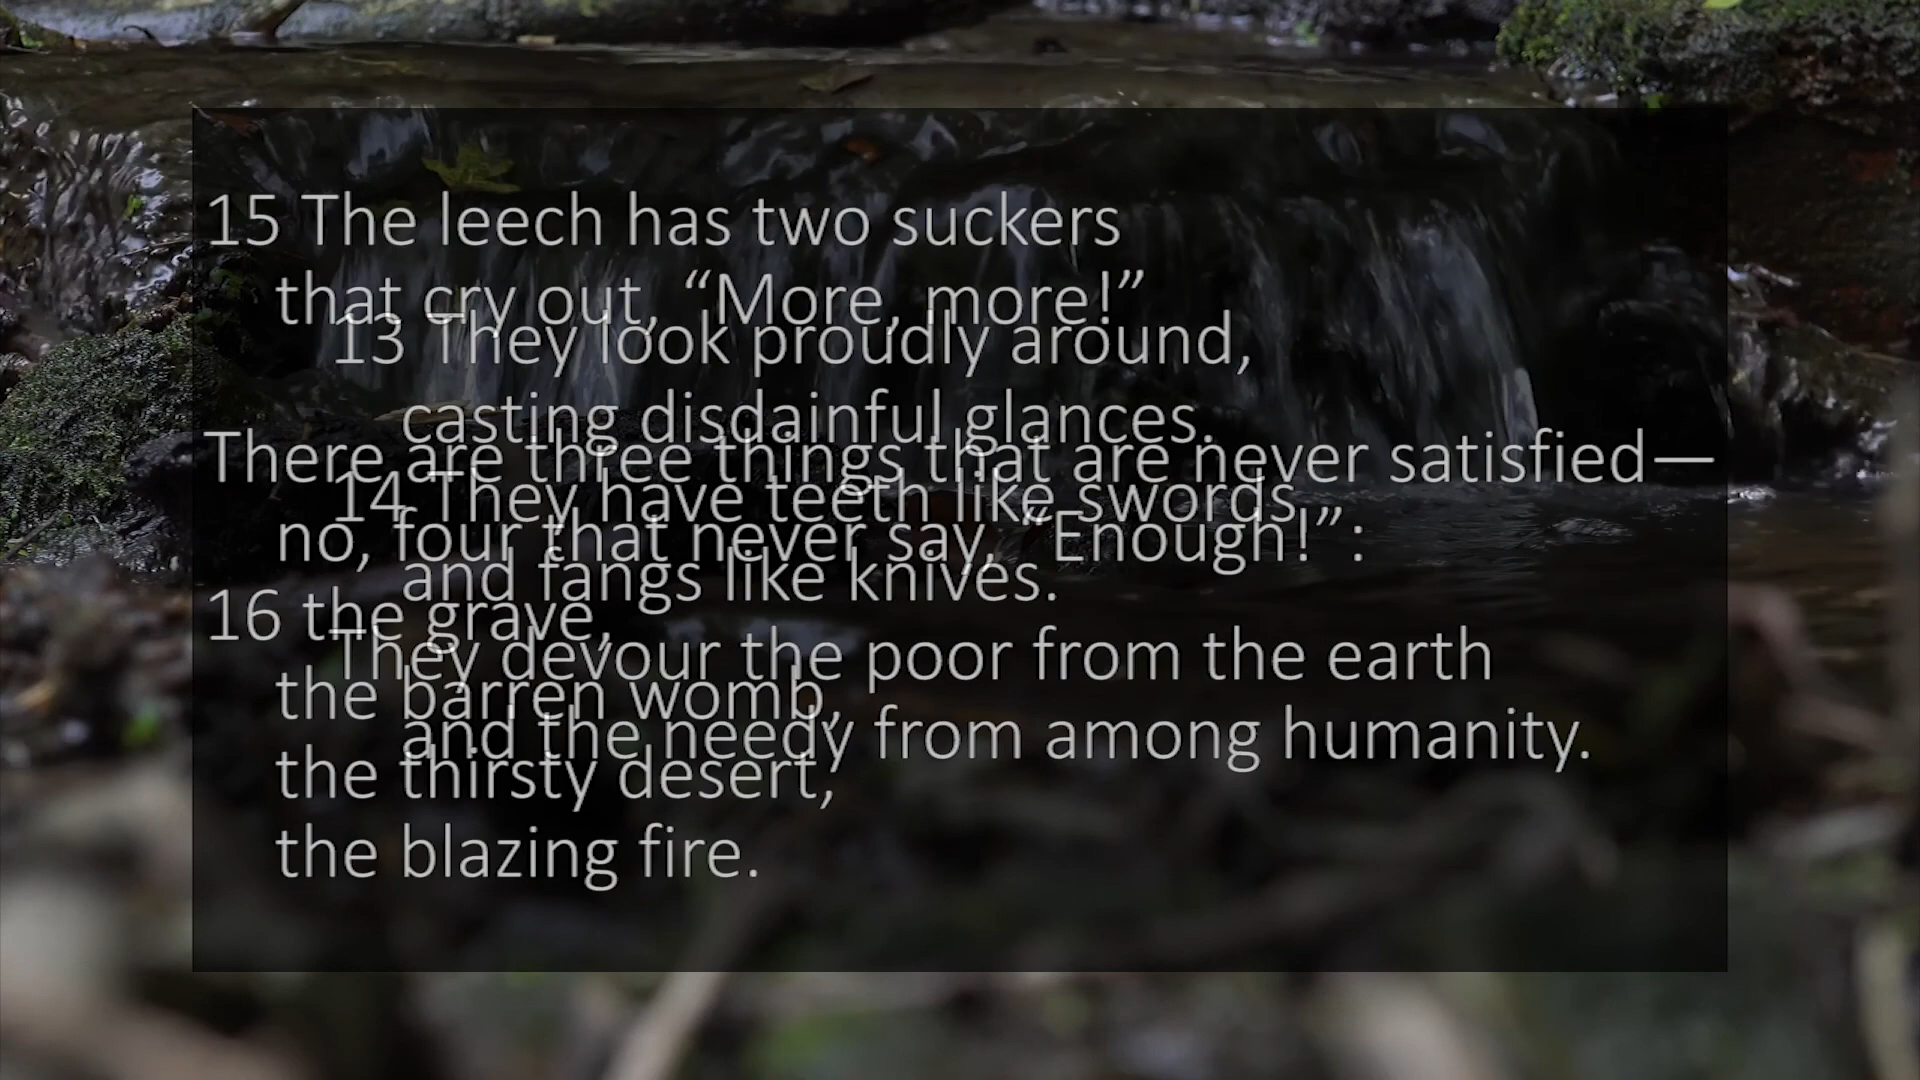 15 The leech has two suckers
that cry out, “More, more!”
13 They look proudly around,
casting disdainful glances.
There are three things that are never satisfied—
14 They have teeth like swords
no, four that never say, “Enough!”:
and fangs like knives.
16 the grave,
They devour the poor from the earth
the barren womb,
and the needy from among humanity.
the thirsty desert,
the blazing fire.